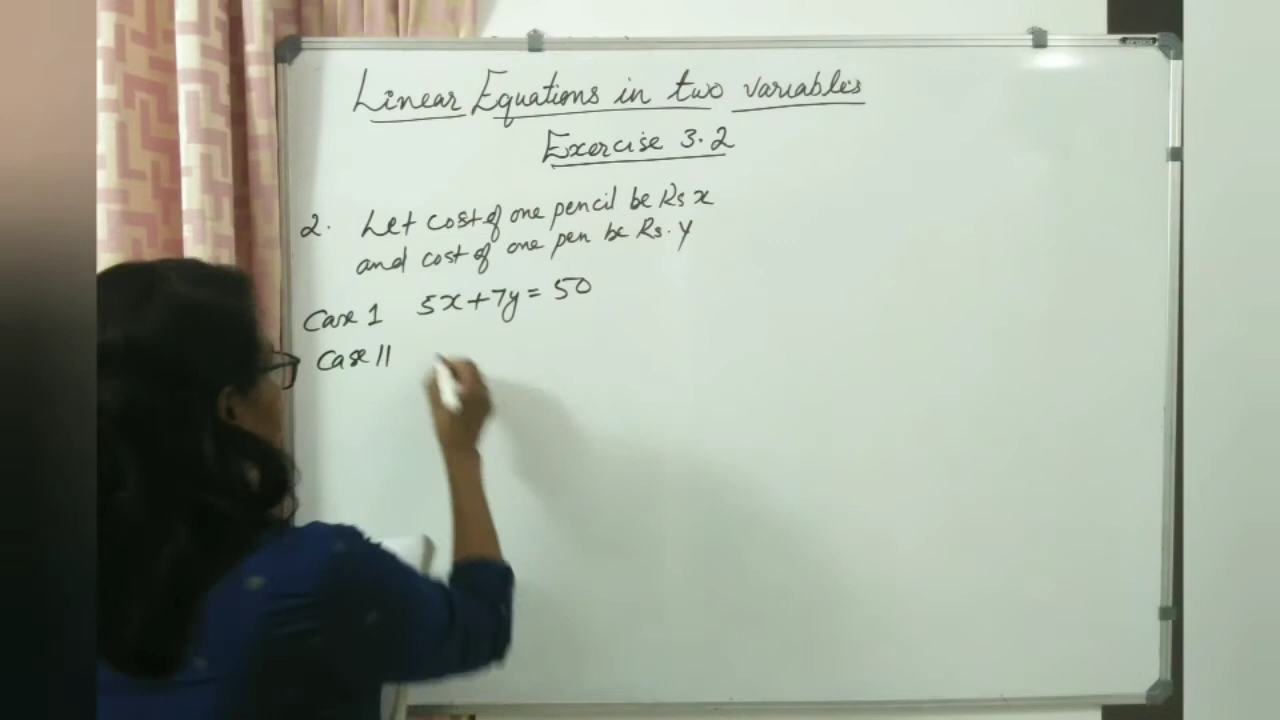 Linear Equations in two variables
Exercise 3.2
2. Let cost of one pencil be Rs x
and cost of one pen be Rs. y
Case 1 5x+7y = 50
Case 11